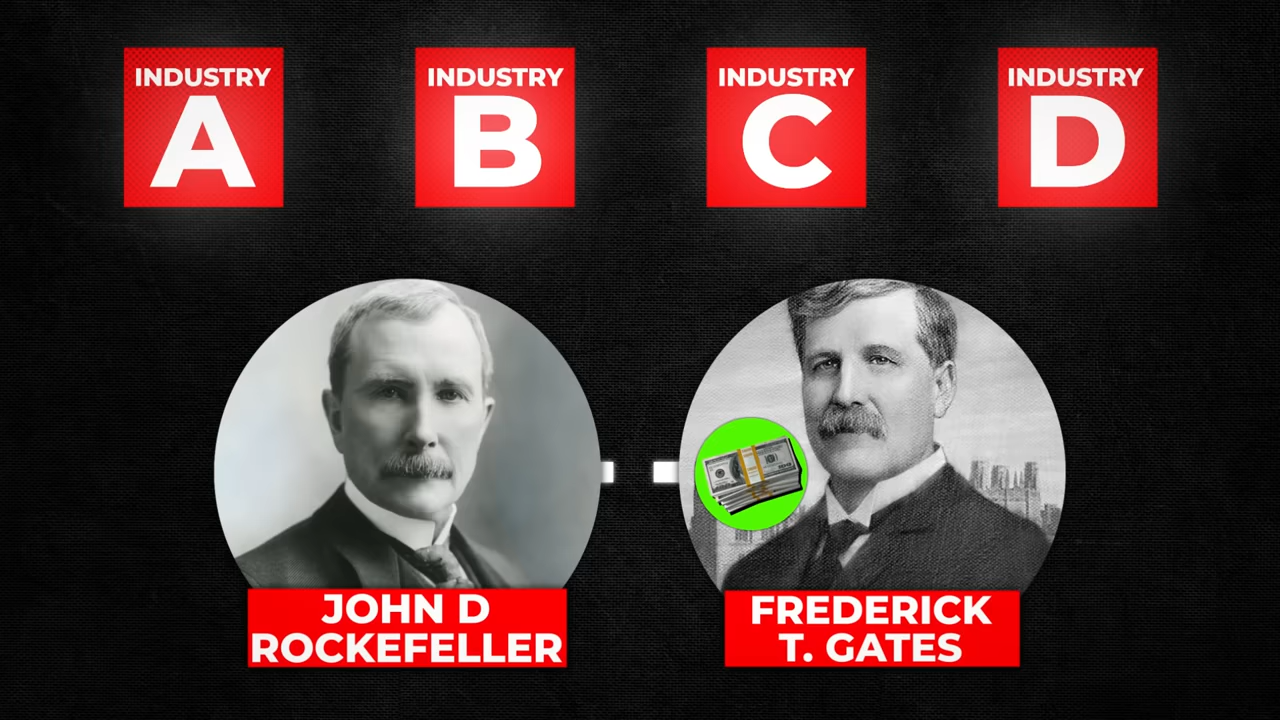 INDUSTRY
A
INDUSTRY
B
INDUSTRY
C
INDUSTRY
D
JOHN D
ROCKEFELLER
FREDERICK
T. GATES